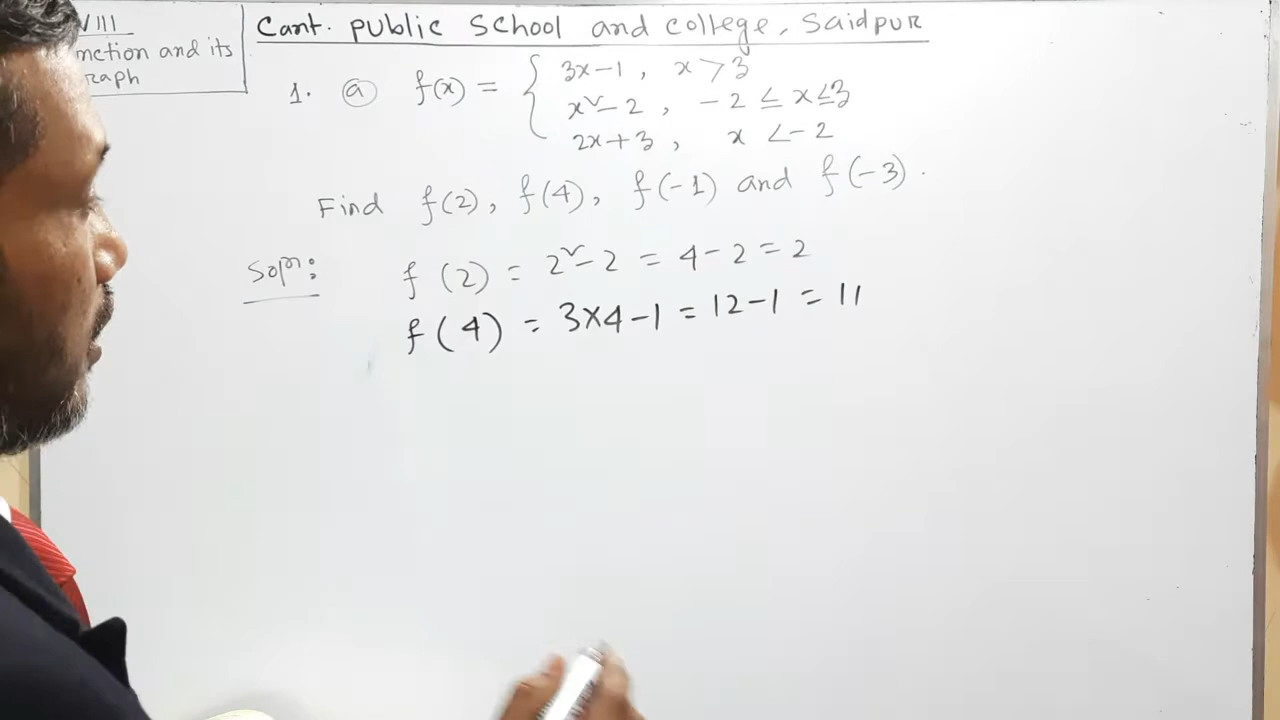 VIII
nction and its
raph
Cant. public school and college, Saidpur
1. ⓐ f(x) = { 3x-1, x > 3
x²-2, -2 ≤ x ≤ 3
2x+3, x < -2
Find f(2), f(4), f(-1) and f(-3).
Solⁿ:
f(2) = 2²-2 = 4-2 = 2
f(4) = 3×4-1 = 12-1 = 11